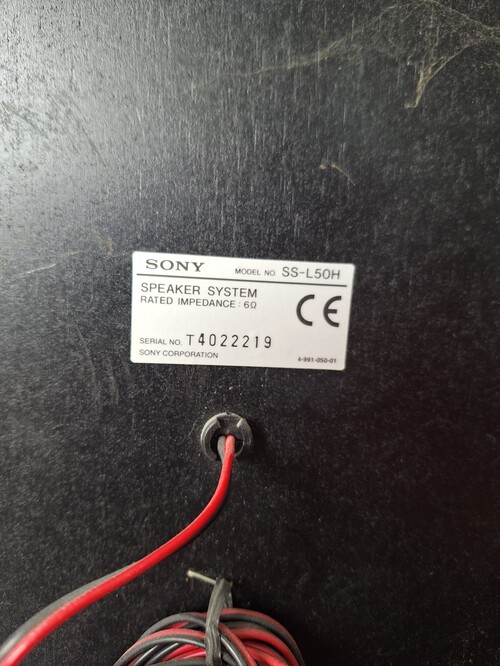 SONY MODEL NO. SS-L50H
SPEAKER SYSTEM
RATED IMPEDANCE : 6Ω
CE
SERIAL NO. T4022219
SONY CORPORATION 4-991-050-01